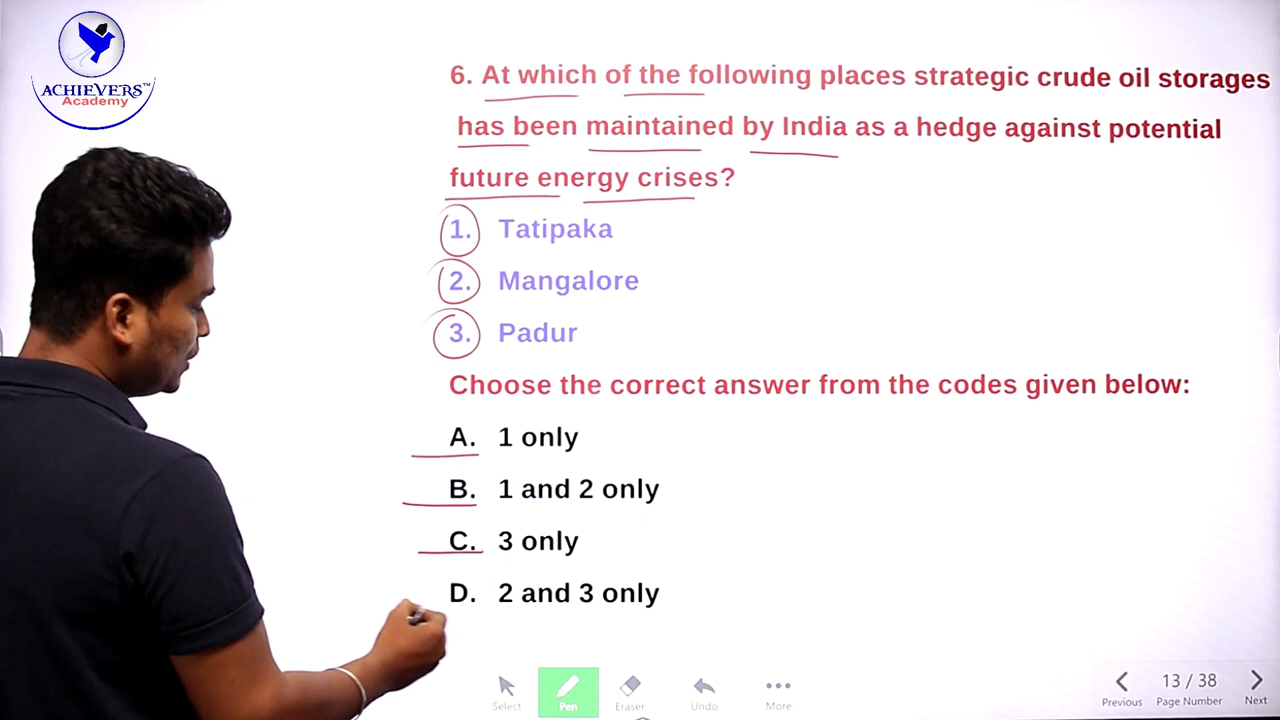 ACHIEVERS™
Academy
6. At which of the following places strategic crude oil storages
has been maintained by India as a hedge against potential
future energy crises?
1. Tatipaka
2. Mangalore
3. Padur
Choose the correct answer from the codes given below:
A. 1 only
B. 1 and 2 only
C. 3 only
D. 2 and 3 only
Select
Pen
Eraser
Undo
More
Previous
13 / 38
Page Number
Next